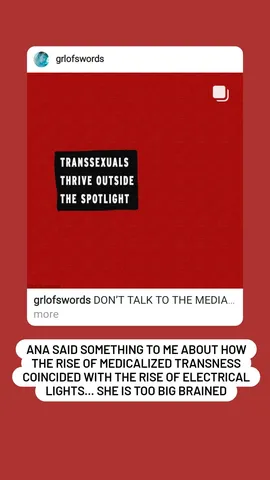 grlofswords
TRANSSEXUALS
THRIVE OUTSIDE
THE SPOTLIGHT
grlofswords DON'T TALK TO THE MEDIA...
more
ANA SAID SOMETHING TO ME ABOUT HOW
THE RISE OF MEDICALIZED TRANSNESS
COINCIDED WITH THE RISE OF ELECTRICAL
LIGHTS... SHE IS TOO BIG BRAINED